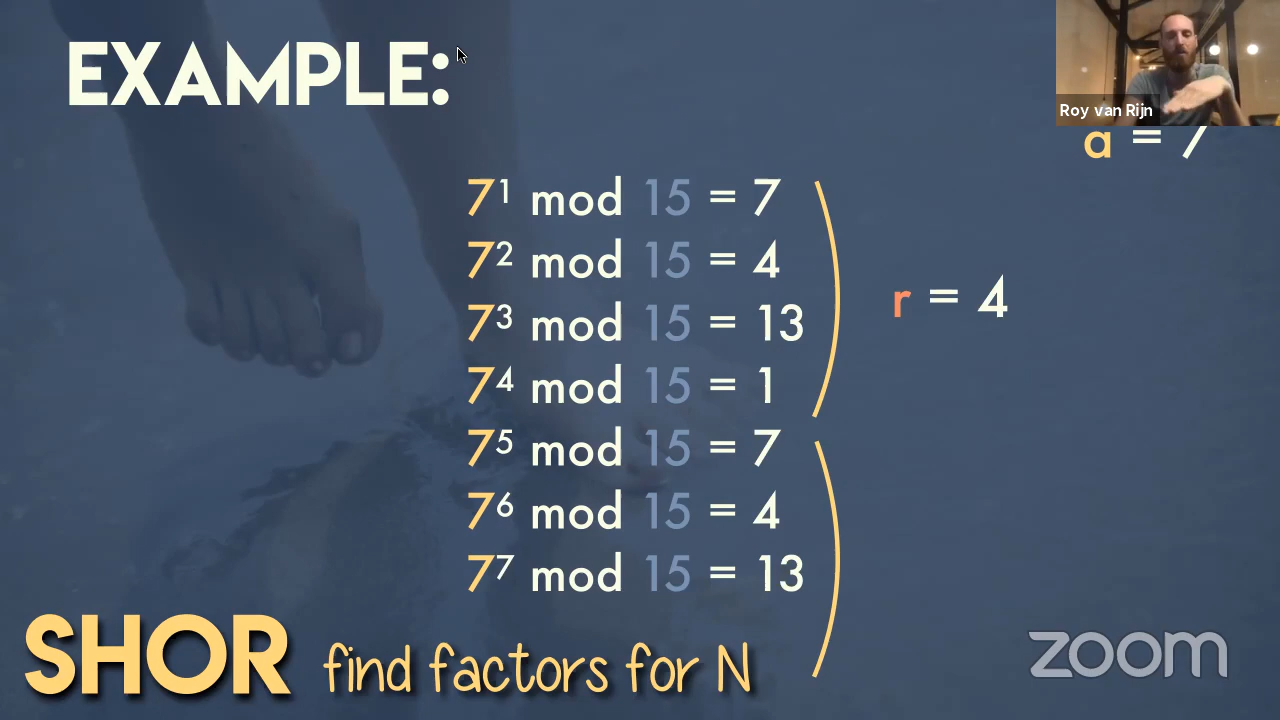 EXAMPLE:
Roy van Rijn
a = 7
7¹ mod 15 = 7
7² mod 15 = 4
7³ mod 15 = 13
7⁴ mod 15 = 1
r = 4
7⁵ mod 15 = 7
7⁶ mod 15 = 4
7⁷ mod 15 = 13
SHOR find factors for N
zoom